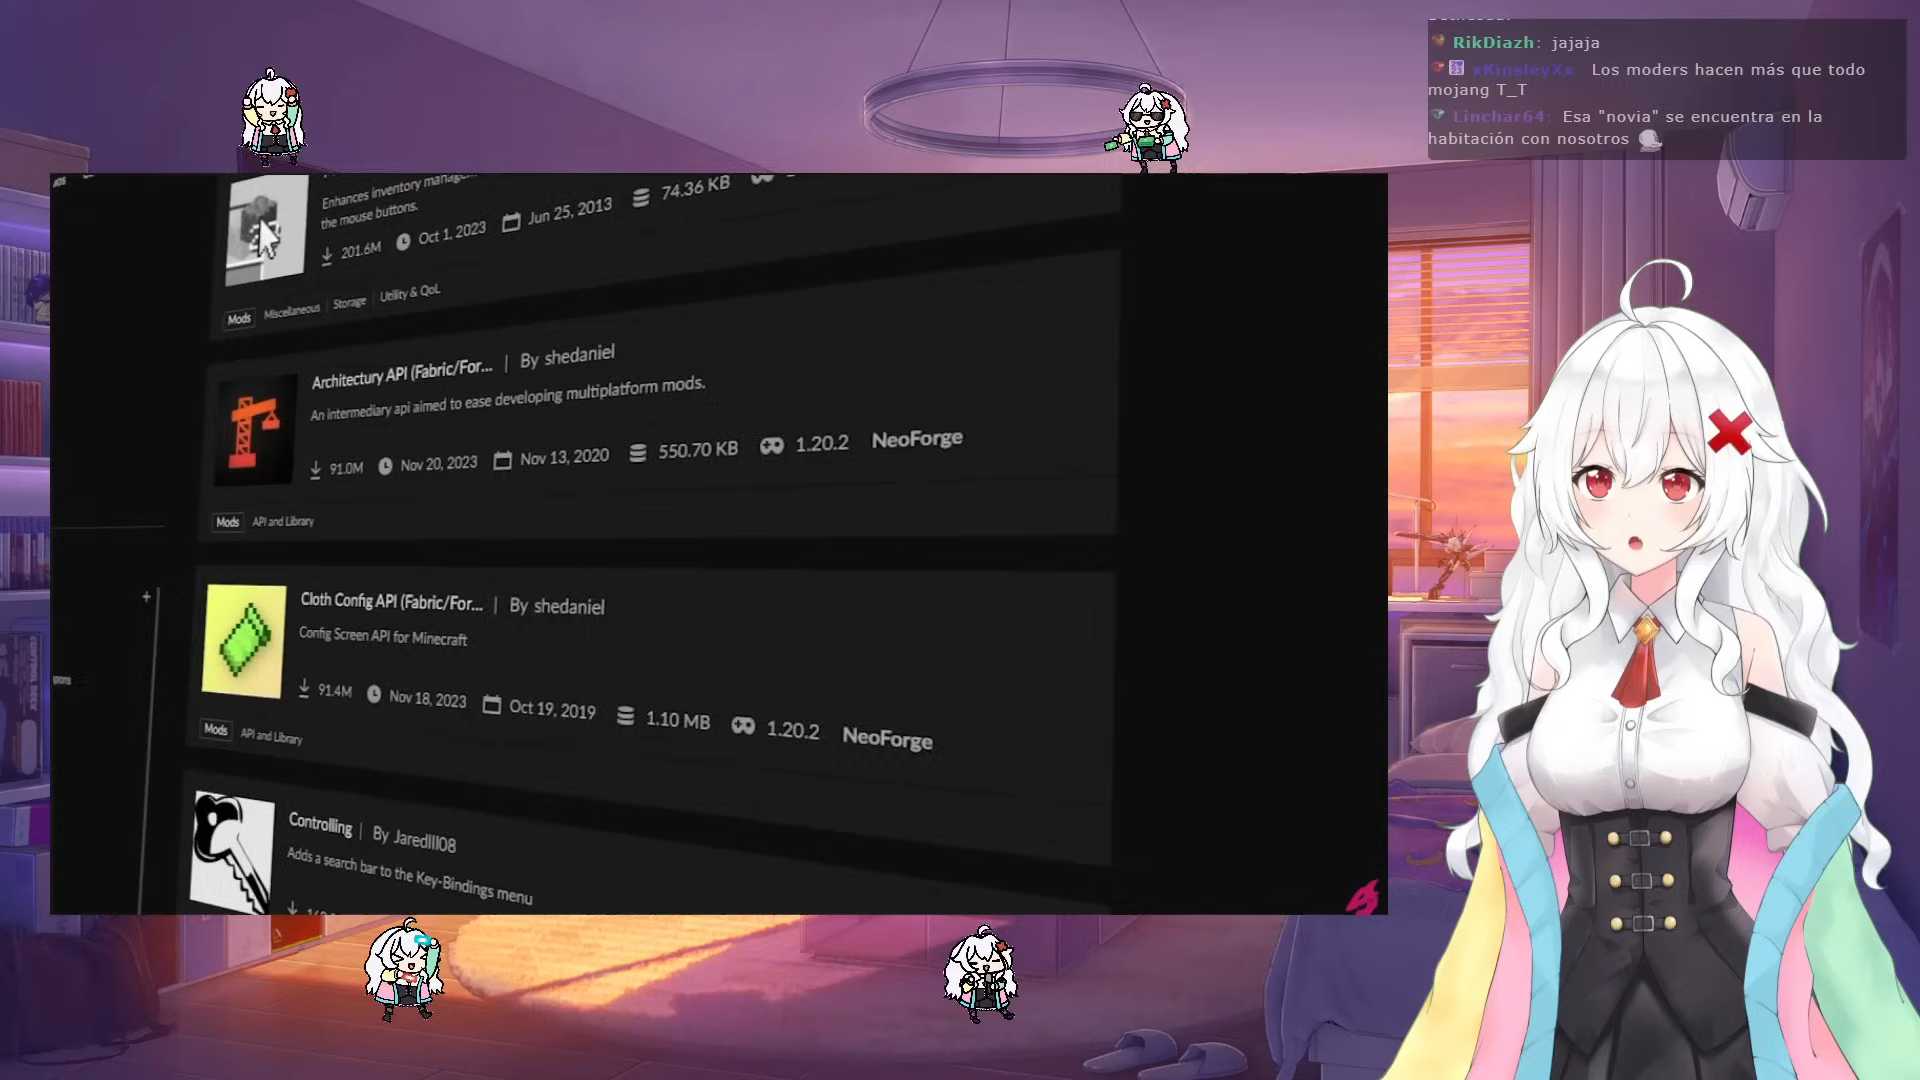 RikDiazh: jajaja
xKinsleyXx Los moders hacen más que todo
mojang T_T
Linchar64: Esa "novia" se encuentra en la
habitación con nosotros
Enhances inventory
the mouse buttons.
201.6M Oct 1, 2023 Jun 25, 2013 74.36 KB
Mods Miscellaneous Storage Utility & QoL
Architectury API (Fabric/For... | By shedaniel
An intermediary api aimed to ease developing multiplatform mods.
91.0M Nov 20, 2023 Nov 13, 2020 550.70 KB 1.20.2 NeoForge
Mods API and Library
Cloth Config API (Fabric/For... | By shedaniel
Config Screen API for Minecraft
91.4M Nov 18, 2023 Oct 19, 2019 1.10 MB 1.20.2 NeoForge
Mods API and Library
Controlling | By Jaredlll08
Adds a search bar to the Key-Bindings menu